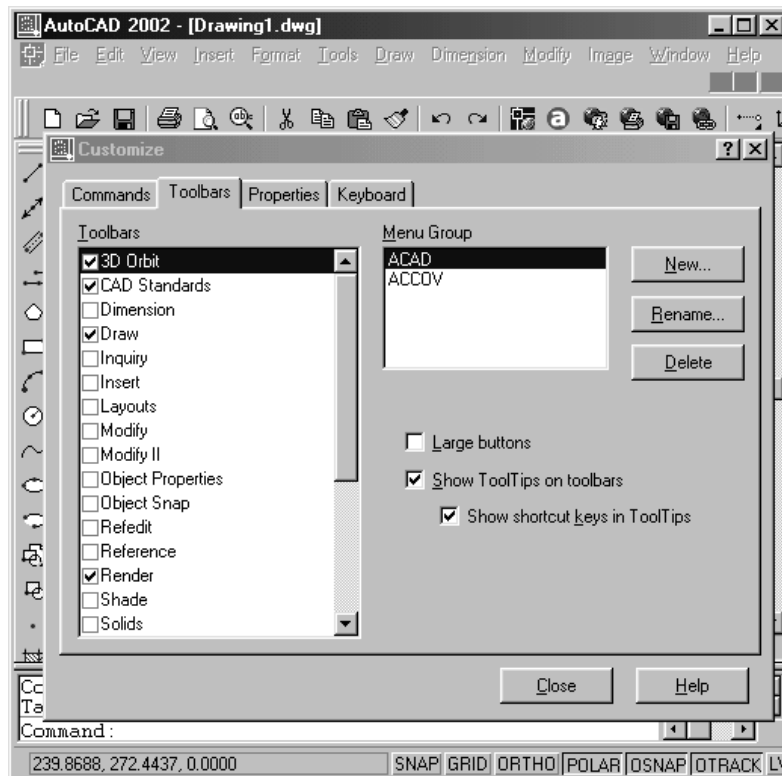 AutoCAD 2002 - [Drawing1.dwg]
File Edit View Insert Format Tools Draw Dimension Modify Image Window Help
Customize
Commands Toolbars Properties Keyboard
Toolbars
3D Orbit
CAD Standards
Dimension
Draw
Inquiry
Insert
Layouts
Modify
Modify II
Object Properties
Object Snap
Refedit
Reference
Render
Shade
Solids
Menu Group
ACAD
ACCOV
New...
Rename...
Delete
Large buttons
Show ToolTips on toolbars
Show shortcut keys in ToolTips
Close Help
Command:
239.8688, 272.4437, 0.0000 SNAP GRID ORTHO POLAR OSNAP OTRACK